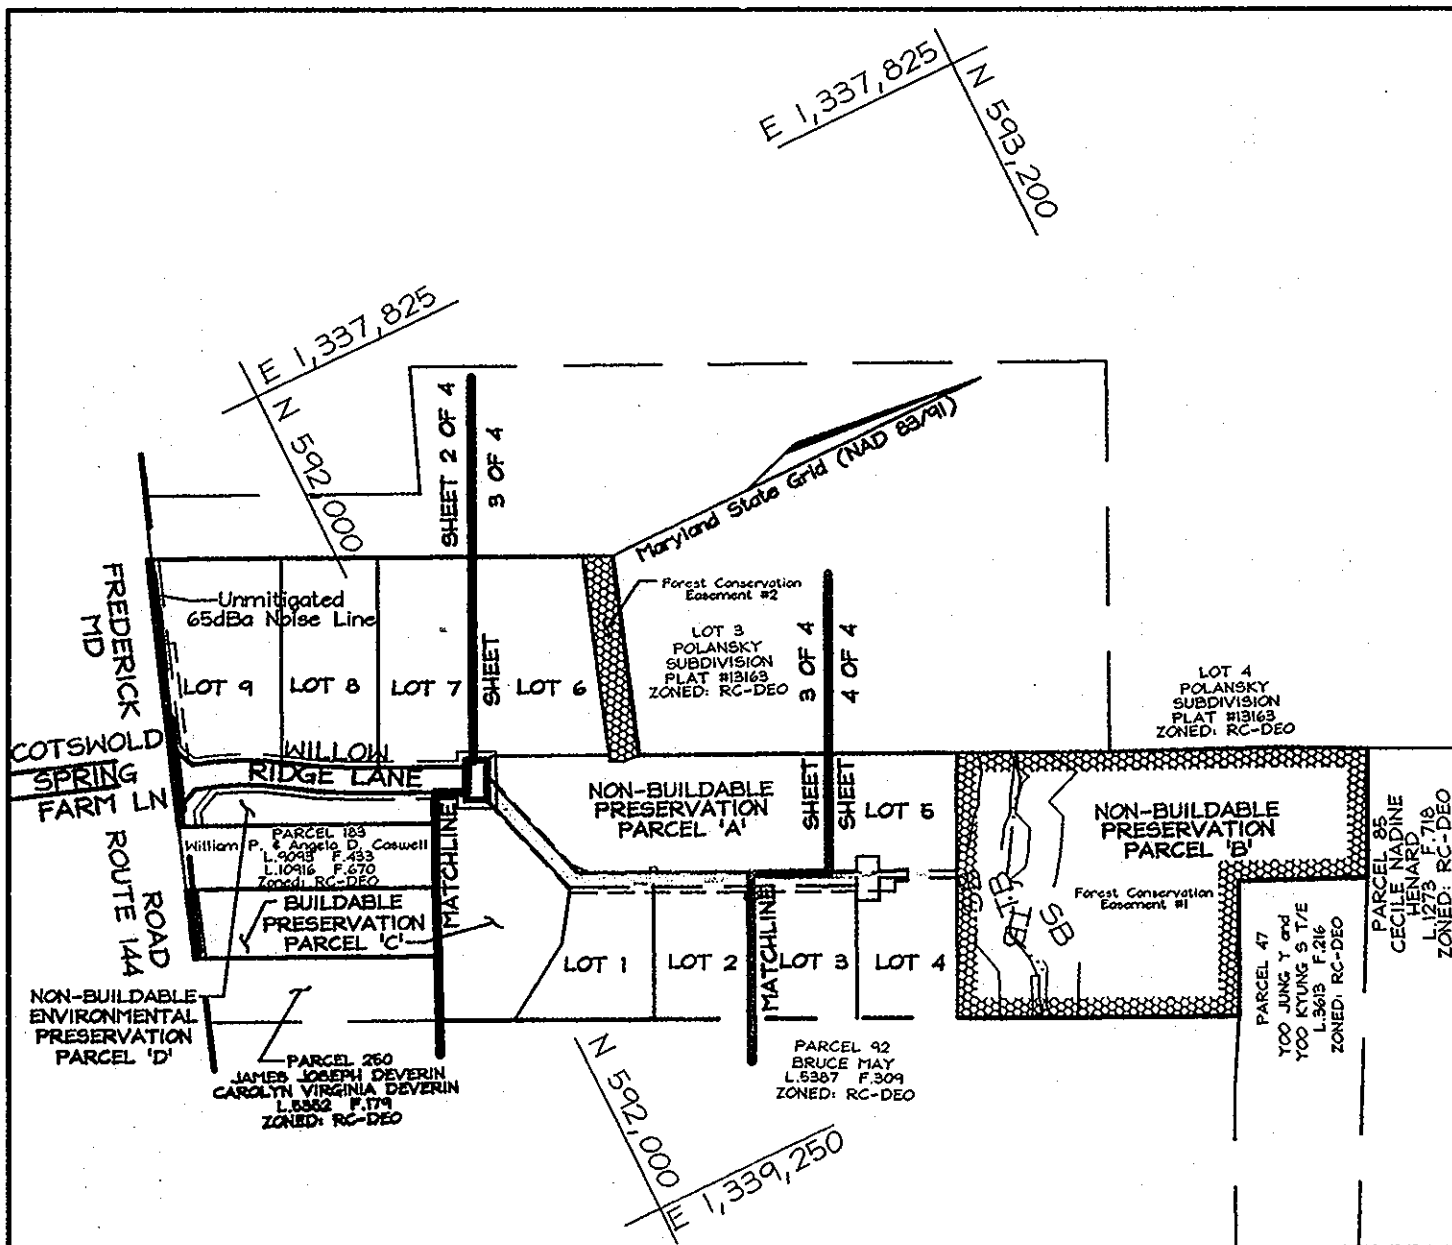 E 1,337,825
N 593,200
E 1,337,825
N 592,000
SHEET 2 OF 4
3 OF 4
SHEET
Maryland State Grid (NAD 83/91)
FREDERICK
MD
Unmitigated
65dBa Noise Line
Forest Conservation
Easement #2
LOT 3
POLANSKY
SUBDIVISION
PLAT #13163
ZONED: RC-DEO
3 OF 4
4 OF 4
SHEET
SHEET
LOT 4
POLANSKY
SUBDIVISION
PLAT #13163
ZONED: RC-DEO
LOT 9
LOT 8
LOT 7
LOT 6
COTSWOLD
SPRING
FARM LN
WILLOW
RIDGE LANE
NON-BUILDABLE
PRESERVATION
PARCEL 'A'
LOT 5
NON-BUILDABLE
PRESERVATION
PARCEL 'B'
Forest Conservation
Easement #1
SB
PARCEL 85
CECILE NADINE
HENARD
L.1273 F.718
ZONED: RC-DEO
PARCEL 183
William P. & Angela D. Caswell
L.9093 F.433
L.10916 F.670
Zoned: RC-DEO
MATCHLINE
BUILDABLE
PRESERVATION
PARCEL 'C'
ROAD
ROUTE 144
LOT 1
LOT 2
MATCHLINE
LOT 3
LOT 4
PARCEL 47
YOO JUNG Y and
YOO KYUNG S T/E
L.3613 F.216
ZONED: RC-DEO
NON-BUILDABLE
ENVIRONMENTAL
PRESERVATION
PARCEL 'D'
PARCEL 260
JAMES JOSEPH DEVERIN
CAROLYN VIRGINIA DEVERIN
L.5352 F.179
ZONED: RC-DEO
PARCEL 92
BRUCE MAY
L.5387 F.309
ZONED: RC-DEO
N 592,000
E 1,339,250